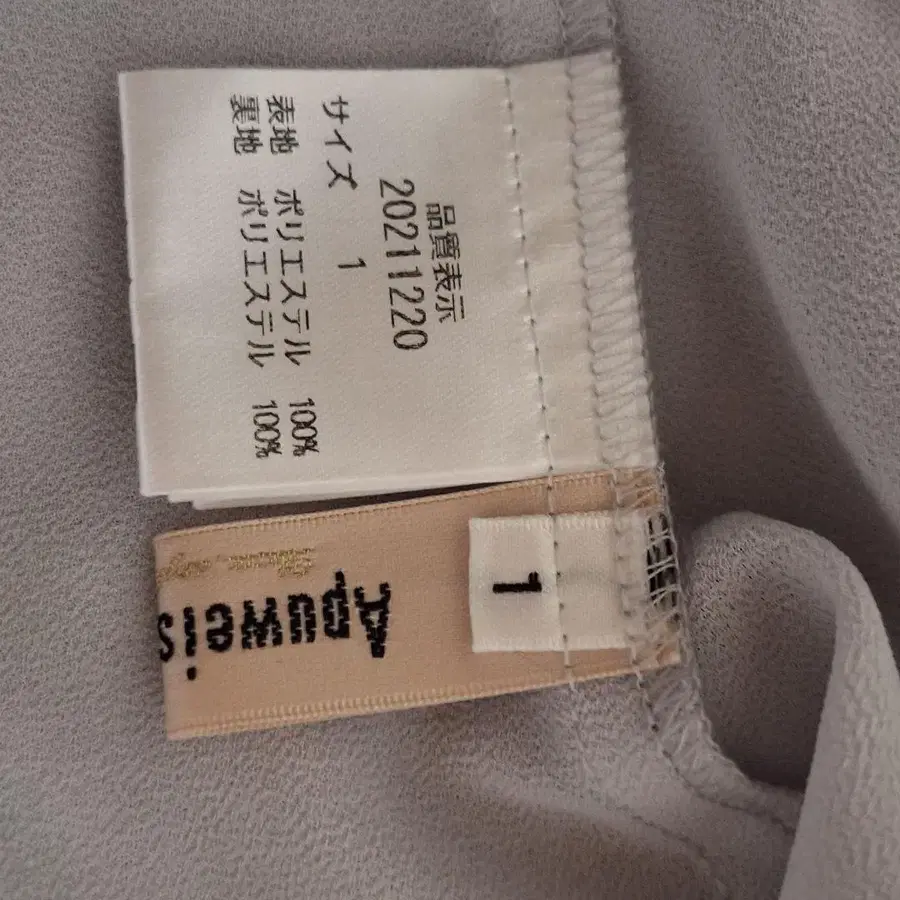 品質表示
20211220
サイズ 1
表地 ポリエステル 100%
裏地 ポリエステル 100%
1